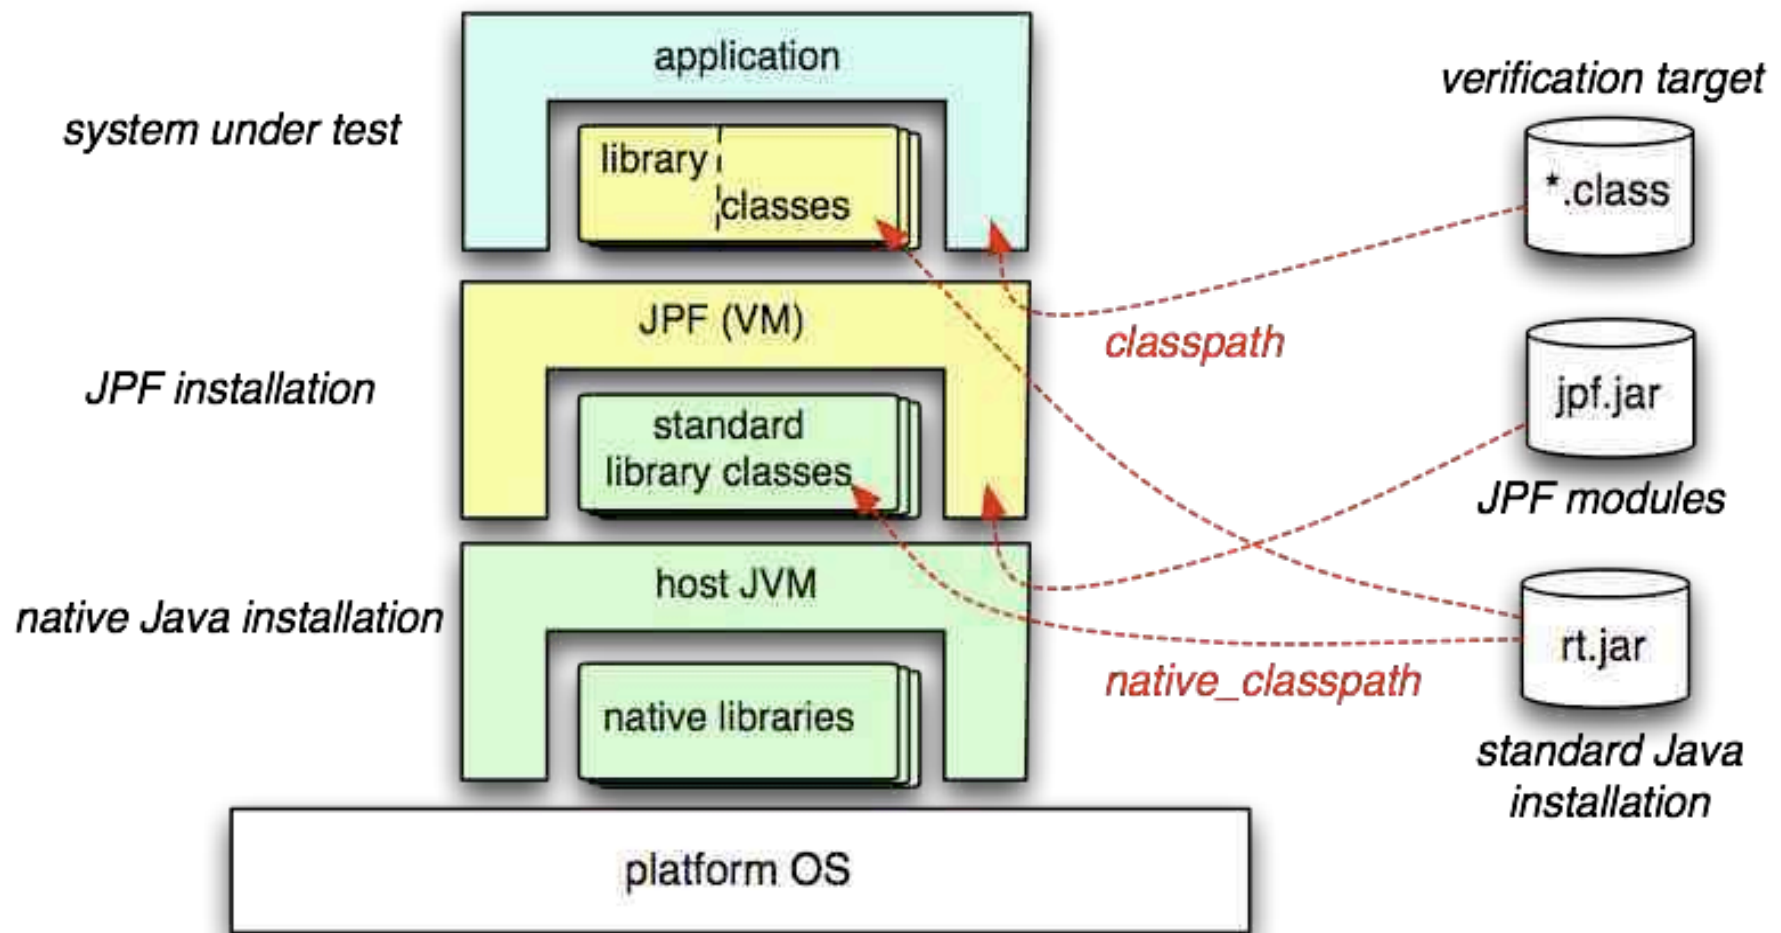 application
system under test
library
classes
verification target
*.class
JPF (VM)
classpath
JPF installation
standard
library classes
jpf.jar
JPF modules
host JVM
native Java installation
native libraries
native_classpath
rt.jar
standard Java
installation
platform OS